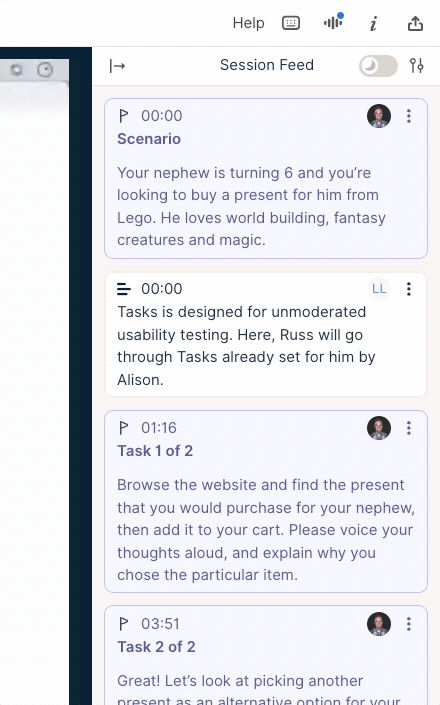 Help
Session Feed
00:00
Scenario
Your nephew is turning 6 and you’re
looking to buy a present for him from
Lego. He loves world building, fantasy
creatures and magic.
00:00 LL
Tasks is designed for unmoderated
usability testing. Here, Russ will go
through Tasks already set for him by
Alison.
01:16
Task 1 of 2
Browse the website and find the present
that you would purchase for your nephew,
then add it to your cart. Please voice your
thoughts aloud, and explain why you
chose the particular item.
03:51
Task 2 of 2
Great! Let’s look at picking another
present as an alternative option for your